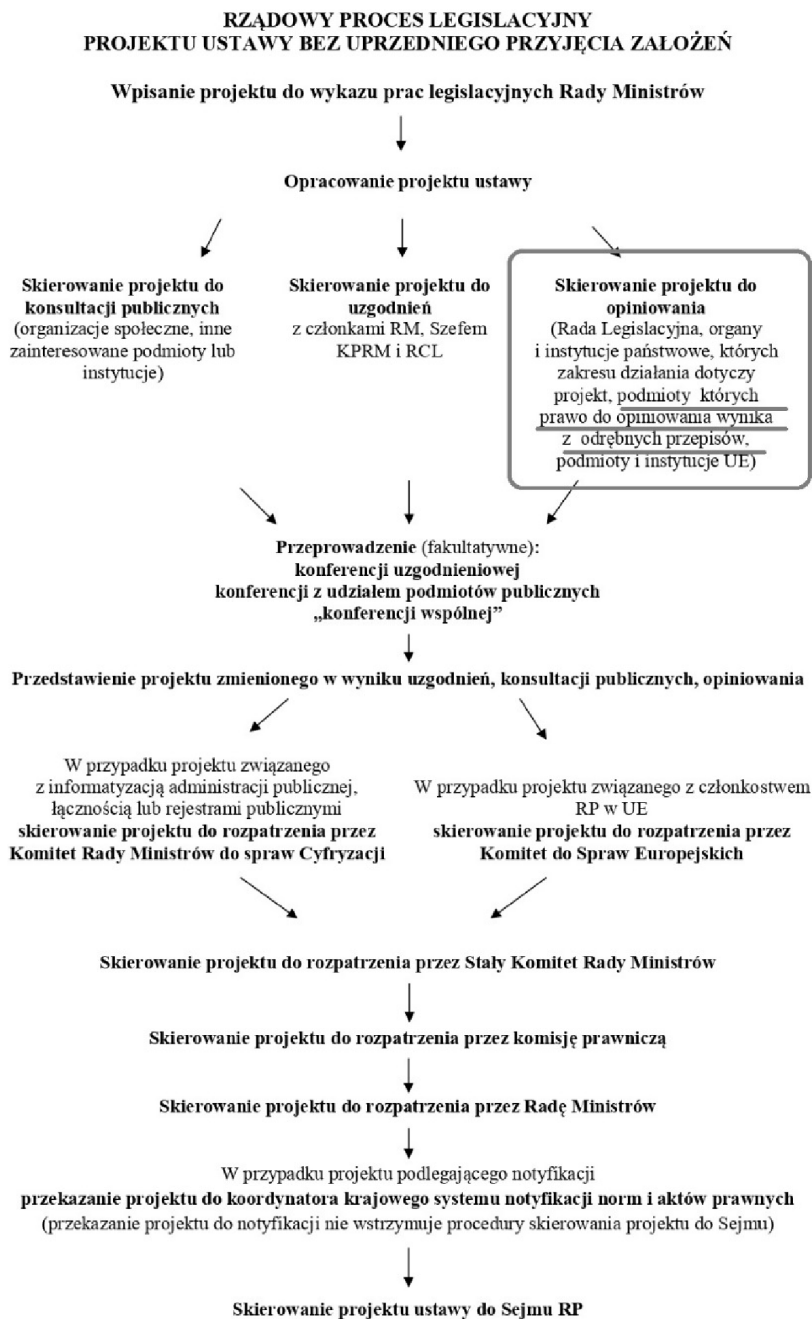 RZĄDOWY PROCES LEGISLACYJNY
PROJEKTU USTAWY BEZ UPRZEDNIEGO PRZYJĘCIA ZAŁOŻEŃ
Wpisanie projektu do wykazu prac legislacyjnych Rady Ministrów
Opracowanie projektu ustawy
Skierowanie projektu do
konsultacji publicznych
(organizacje społeczne, inne
zainteresowane podmioty lub
instytucje)
Skierowanie projektu do
uzgodnień
z członkami RM, Szefem
KPRM i RCL
Skierowanie projektu do
opiniowania
(Rada Legislacyjna, organy
i instytucje państwowe, których
zakresu działania dotyczy
projekt, podmioty których
prawo do opiniowania wynika
z odrębnych przepisów,
podmioty i instytucje UE)
Przeprowadzenie (fakultatywne):
konferencji uzgodnieniowej
konferencji z udziałem podmiotów publicznych
„konferencji wspólnej”
Przedstawienie projektu zmienionego w wyniku uzgodnień, konsultacji publicznych, opiniowania
W przypadku projektu związanego
z informatyzacją administracji publicznej,
łącznością lub rejestrami publicznymi
skierowanie projektu do rozpatrzenia przez
Komitet Rady Ministrów do spraw Cyfryzacji
W przypadku projektu związanego z członkostwem
RP w UE
skierowanie projektu do rozpatrzenia przez
Komitet do Spraw Europejskich
Skierowanie projektu do rozpatrzenia przez Stały Komitet Rady Ministrów
Skierowanie projektu do rozpatrzenia przez komisję prawniczą
Skierowanie projektu do rozpatrzenia przez Radę Ministrów
W przypadku projektu podlegającego notyfikacji
przekazanie projektu do koordynatora krajowego systemu notyfikacji norm i aktów prawnych
(przekazanie projektu do notyfikacji nie wstrzymuje procedury skierowania projektu do Sejmu)
Skierowanie projektu ustawy do Sejmu RP